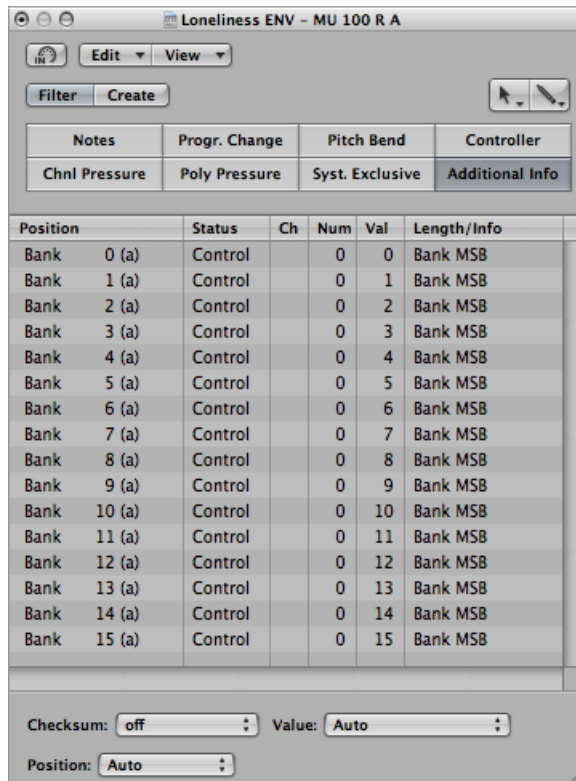 Loneliness ENV - MU 100 R A
IN Edit View
Filter Create
Notes Progr. Change Pitch Bend Controller
Chnl Pressure Poly Pressure Syst. Exclusive Additional Info
Position Status Ch Num Val Length/Info
Bank 0 (a) Control 0 0 Bank MSB
Bank 1 (a) Control 0 1 Bank MSB
Bank 2 (a) Control 0 2 Bank MSB
Bank 3 (a) Control 0 3 Bank MSB
Bank 4 (a) Control 0 4 Bank MSB
Bank 5 (a) Control 0 5 Bank MSB
Bank 6 (a) Control 0 6 Bank MSB
Bank 7 (a) Control 0 7 Bank MSB
Bank 8 (a) Control 0 8 Bank MSB
Bank 9 (a) Control 0 9 Bank MSB
Bank 10 (a) Control 0 10 Bank MSB
Bank 11 (a) Control 0 11 Bank MSB
Bank 12 (a) Control 0 12 Bank MSB
Bank 13 (a) Control 0 13 Bank MSB
Bank 14 (a) Control 0 14 Bank MSB
Bank 15 (a) Control 0 15 Bank MSB
Checksum: off Value: Auto
Position: Auto